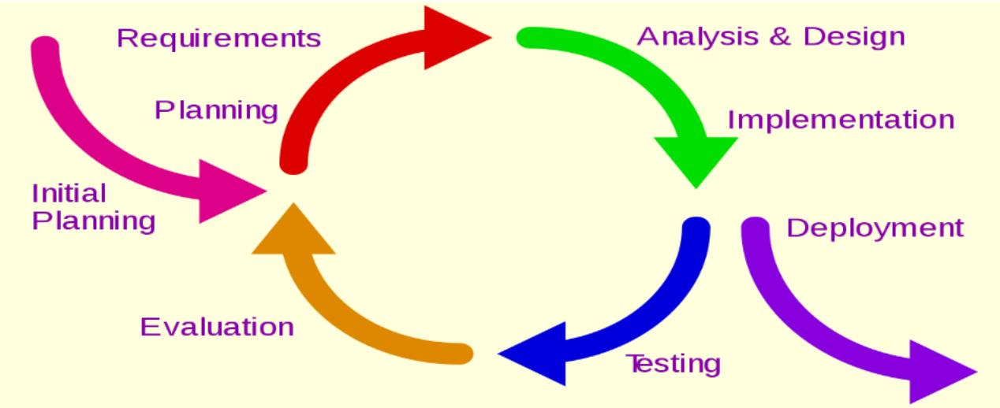 Requirements
Analysis & Design
Planning
Implementation
Initial
Planning
Deployment
Evaluation
Testing